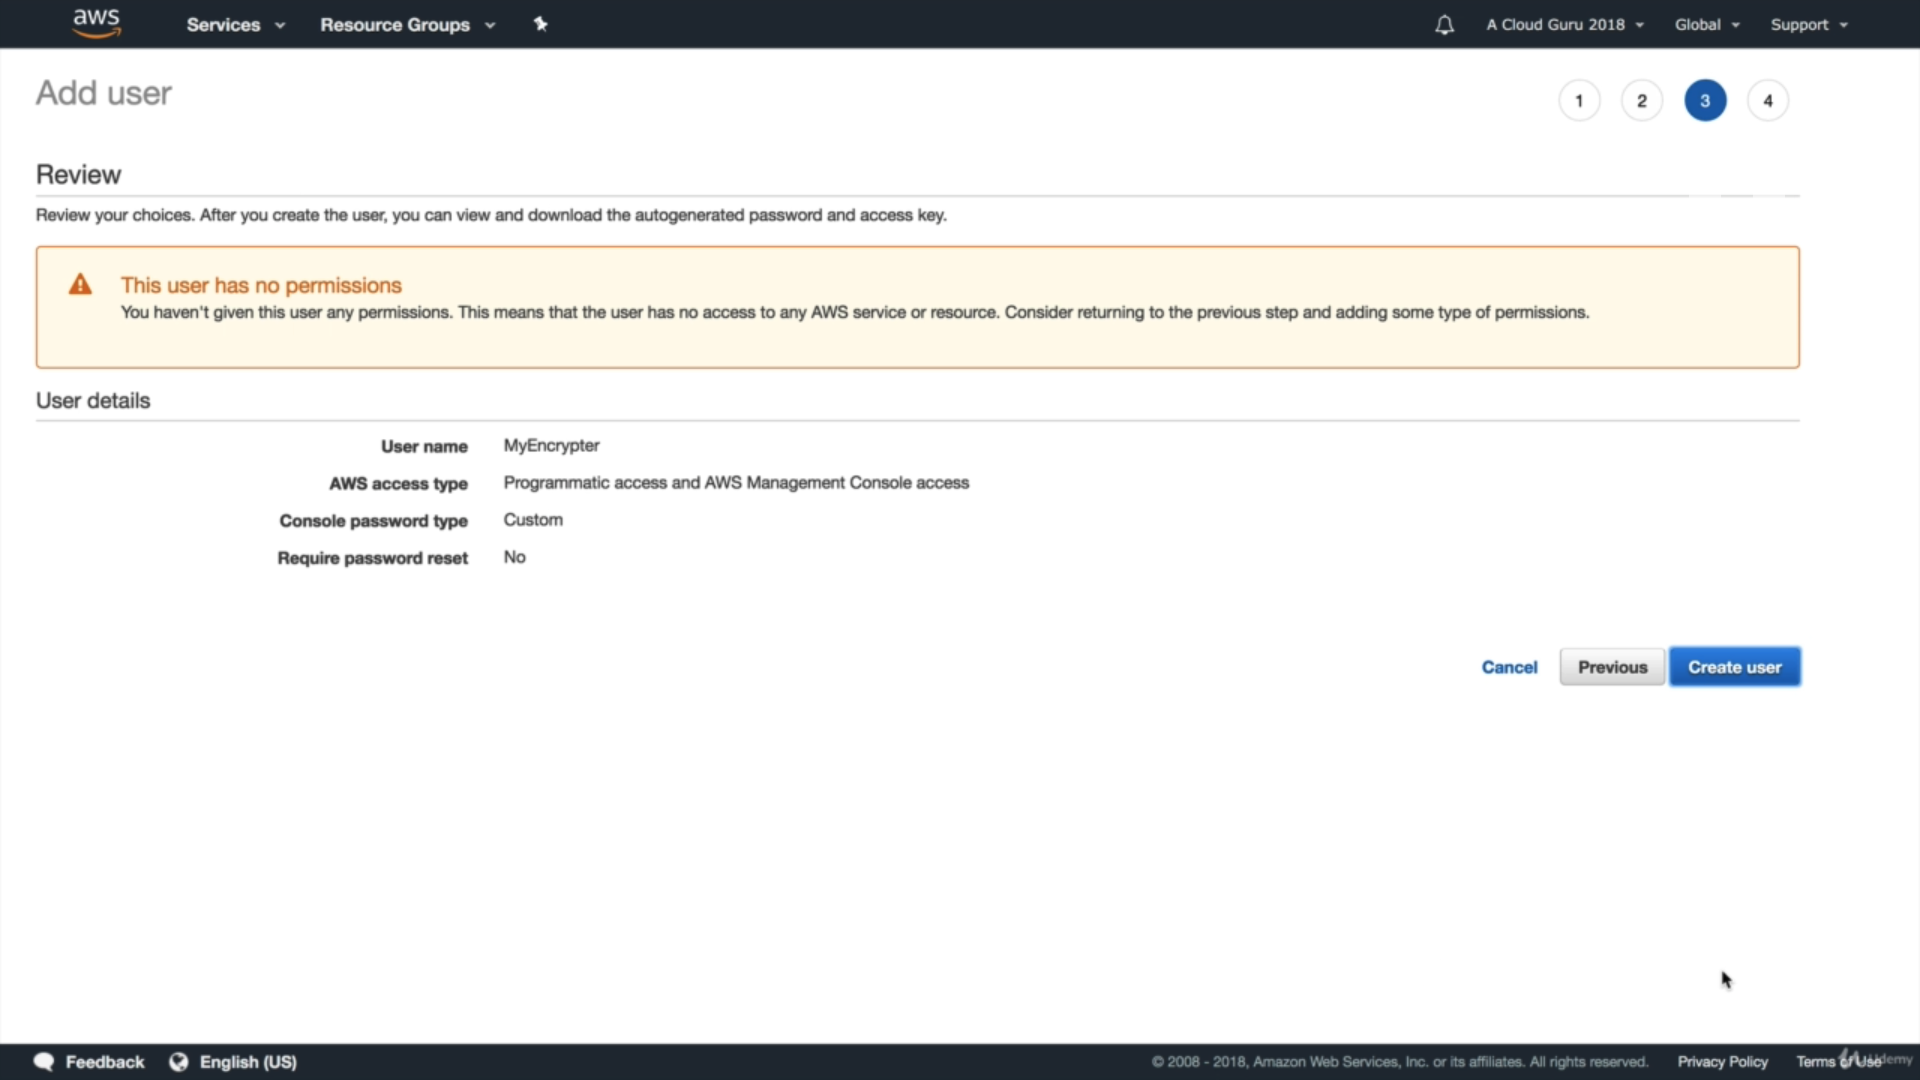 aws Services Resource Groups A Cloud Guru 2018 Global Support
Add user
1 2 3 4
Review
Review your choices. After you create the user, you can view and download the autogenerated password and access key.
This user has no permissions
You haven't given this user any permissions. This means that the user has no access to any AWS service or resource. Consider returning to the previous step and adding some type of permissions.
User details
User name MyEncrypter
AWS access type Programmatic access and AWS Management Console access
Console password type Custom
Require password reset No
Cancel Previous Create user
Feedback English (US) © 2008 - 2018, Amazon Web Services, Inc. or its affiliates. All rights reserved. Privacy Policy Terms of Use Udemy